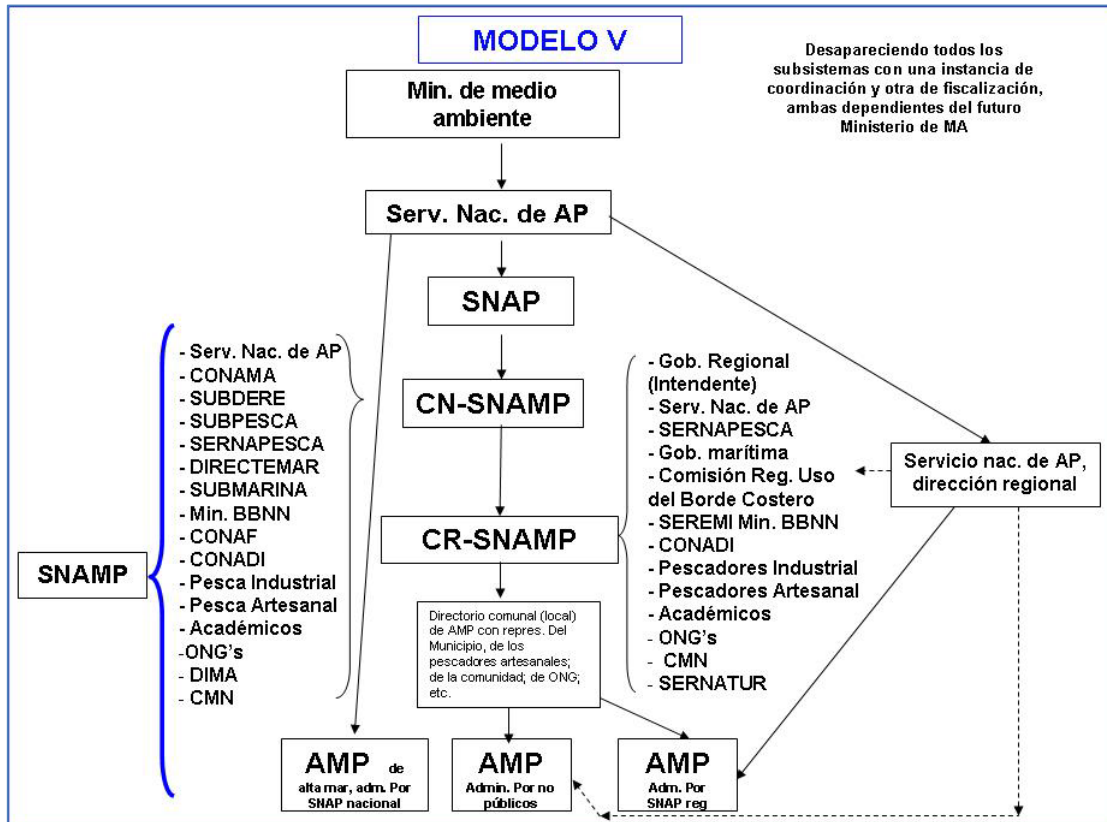 MODELO V
Desapareciendo todos los
subsistemas con una instancia de
coordinación y otra de fiscalización,
ambas dependientes del futuro
Ministerio de MA
Min. de medio
ambiente
Serv. Nac. de AP
SNAP
CN-SNAMP
CR-SNAMP
SNAMP
- Serv. Nac. de AP
- CONAMA
- SUBDERE
- SUBPESCA
- SERNAPESCA
- DIRECTEMAR
- SUBMARINA
- Min. BBNN
- CONAF
- CONADI
- Pesca Industrial
- Pesca Artesanal
- Académicos
-ONG's
- DIMA
- CMN
- Gob. Regional
(Intendente)
- Serv. Nac. de AP
- SERNAPESCA
- Gob. marítima
- Comisión Reg. Uso
del Borde Costero
- SEREMI Min. BBNN
- CONADI
- Pescadores Industrial
- Pescadores Artesanal
- Académicos
- ONG's
- CMN
- SERNATUR
Servicio nac. de AP,
dirección regional
Directorio comunal (local)
de AMP con repres. Del
Municipio, de los
pescadores artesanales;
de la comunidad; de ONG;
etc.
AMP de
alta mar, adm. Por
SNAP nacional
AMP
Admin. Por no
públicos
AMP
Adm. Por
SNAP reg